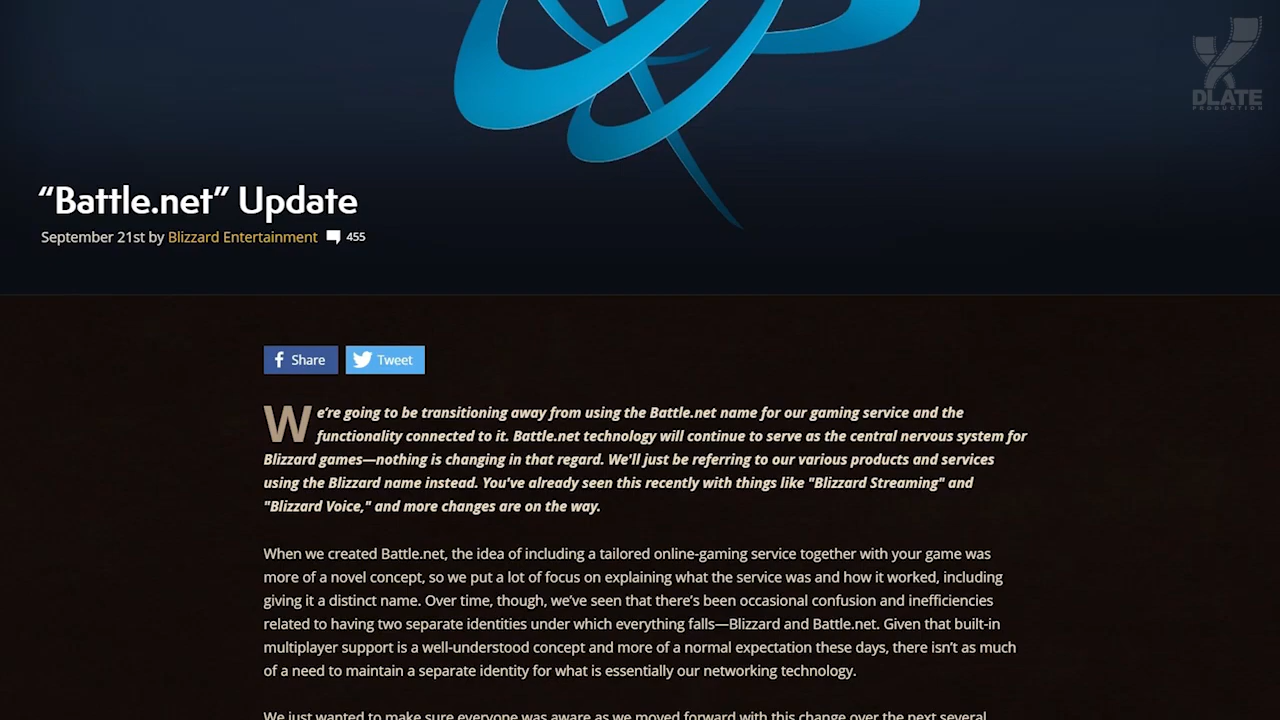 DLATE
PRODUCTION
“Battle.net” Update
September 21st by Blizzard Entertainment 455
Share Tweet
We’re going to be transitioning away from using the Battle.net name for our gaming service and the
functionality connected to it. Battle.net technology will continue to serve as the central nervous system for
Blizzard games—nothing is changing in that regard. We'll just be referring to our various products and services
using the Blizzard name instead. You've already seen this recently with things like "Blizzard Streaming" and
"Blizzard Voice," and more changes are on the way.
When we created Battle.net, the idea of including a tailored online-gaming service together with your game was
more of a novel concept, so we put a lot of focus on explaining what the service was and how it worked, including
giving it a distinct name. Over time, though, we’ve seen that there’s been occasional confusion and inefficiencies
related to having two separate identities under which everything falls—Blizzard and Battle.net. Given that built-in
multiplayer support is a well-understood concept and more of a normal expectation these days, there isn’t as much
of a need to maintain a separate identity for what is essentially our networking technology.
We just wanted to make sure everyone was aware as we moved forward with this change over the next several